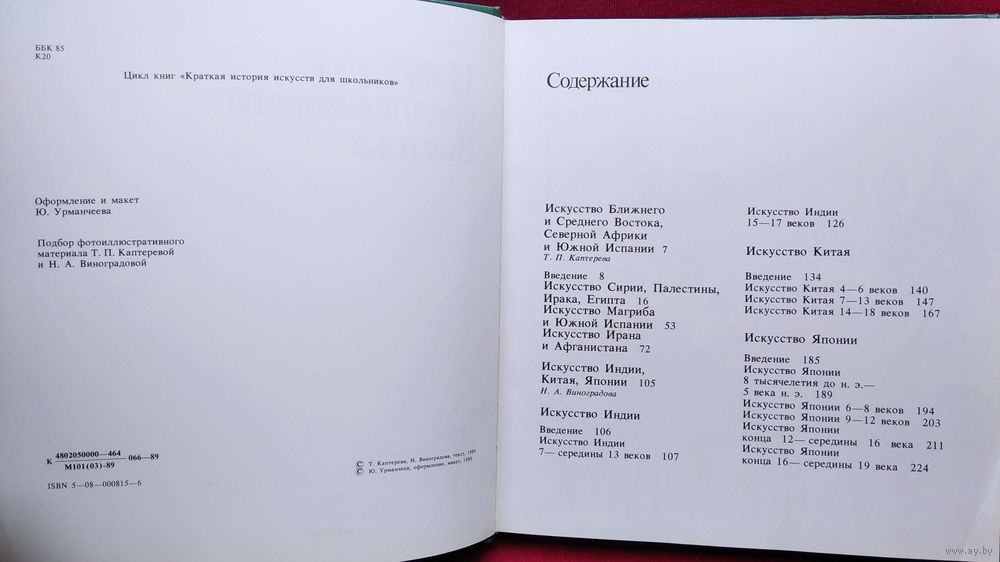 ББК 85
К20
Цикл книг «Краткая история искусств для школьников»
Оформление и макет
Ю. Урманчеева
Подбор фотоиллюстративного
материала Т. П. Каптеревой
и Н. А. Виноградовой
К 4802050000—464 066—89
М101(03)-89
ISBN 5—08—000815—6
© Т. Каптерева, Н. Виноградова, текст, 1989
© Ю. Урманчеев, оформление, макет, 1989
Содержание
Искусство Ближнего
и Среднего Востока,
Северной Африки
и Южной Испании 7
Т. П. Каптерева
Введение 8
Искусство Сирии, Палестины,
Ирака, Египта 16
Искусство Магриба
и Южной Испании 53
Искусство Ирана
и Афганистана 72
Искусство Индии,
Китая, Японии 105
Н. А. Виноградова
Искусство Индии
Введение 106
Искусство Индии
7— середины 13 веков 107
Искусство Индии
15—17 веков 126
Искусство Китая
Введение 134
Искусство Китая 4—6 веков 140
Искусство Китая 7—13 веков 147
Искусство Китая 14—18 веков 167
Искусство Японии
Введение 185
Искусство Японии
8 тысячелетия до н. э.—
5 века н. э. 189
Искусство Японии 6—8 веков 194
Искусство Японии 9—12 веков 203
Искусство Японии
конца 12— середины 16 века 211
Искусство Японии
конца 16— середины 19 века 224
www.ay.by